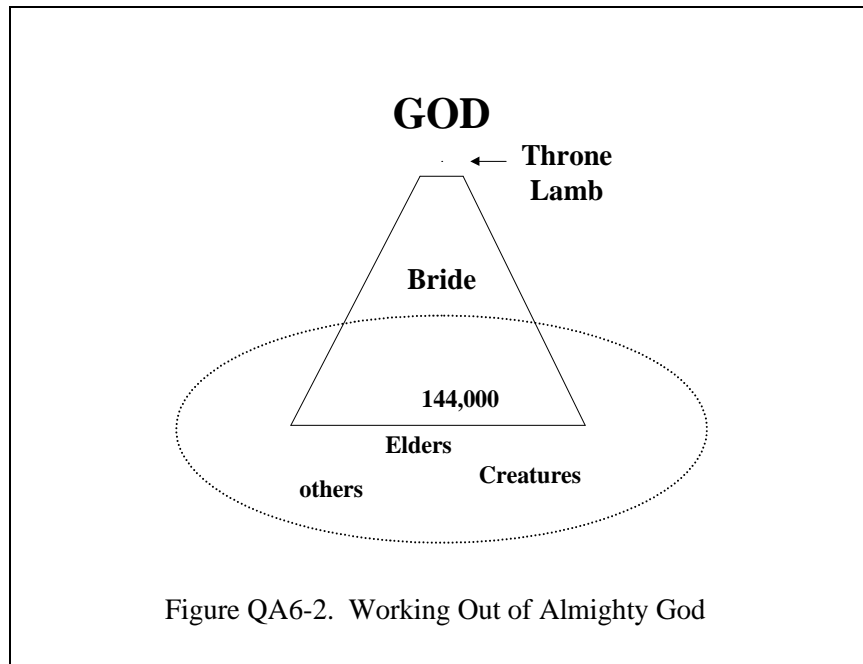 GOD
Throne
Lamb
Bride
144,000
Elders
Creatures
others
Figure QA6-2.  Working Out of Almighty God